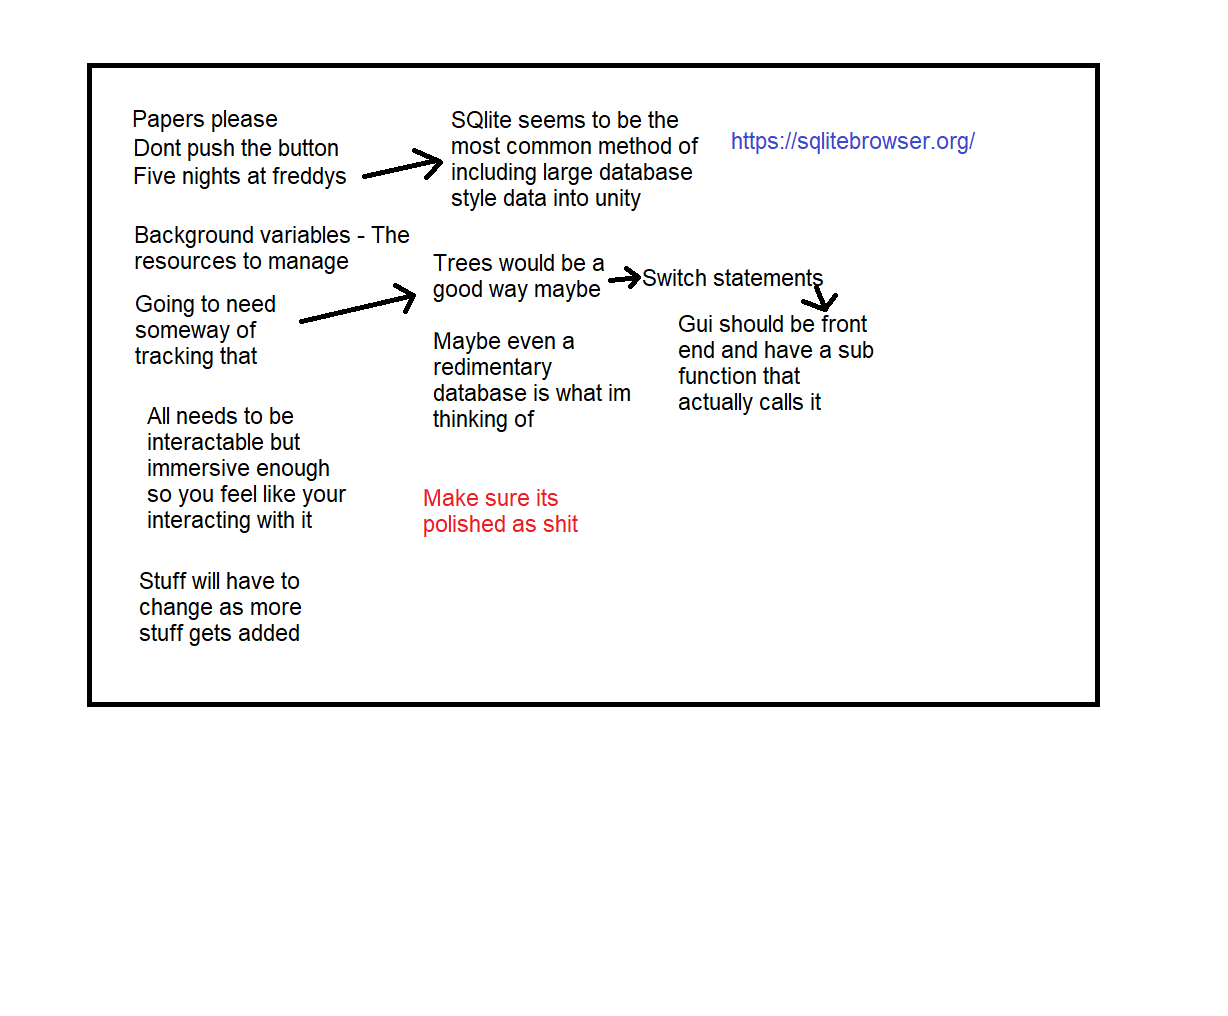 Papers please
Dont push the button
Five nights at freddys
SQlite seems to be the
most common method of
including large database
style data into unity
https://sqlitebrowser.org/
Background variables - The
resources to manage
Going to need
someway of
tracking that
Trees would be a
good way maybe
Switch statements
Gui should be front
end and have a sub
function that
actually calls it
Maybe even a
redimentary
database is what im
thinking of
All needs to be
interactable but
immersive enough
so you feel like your
interacting with it
Make sure its
polished as shit
Stuff will have to
change as more
stuff gets added